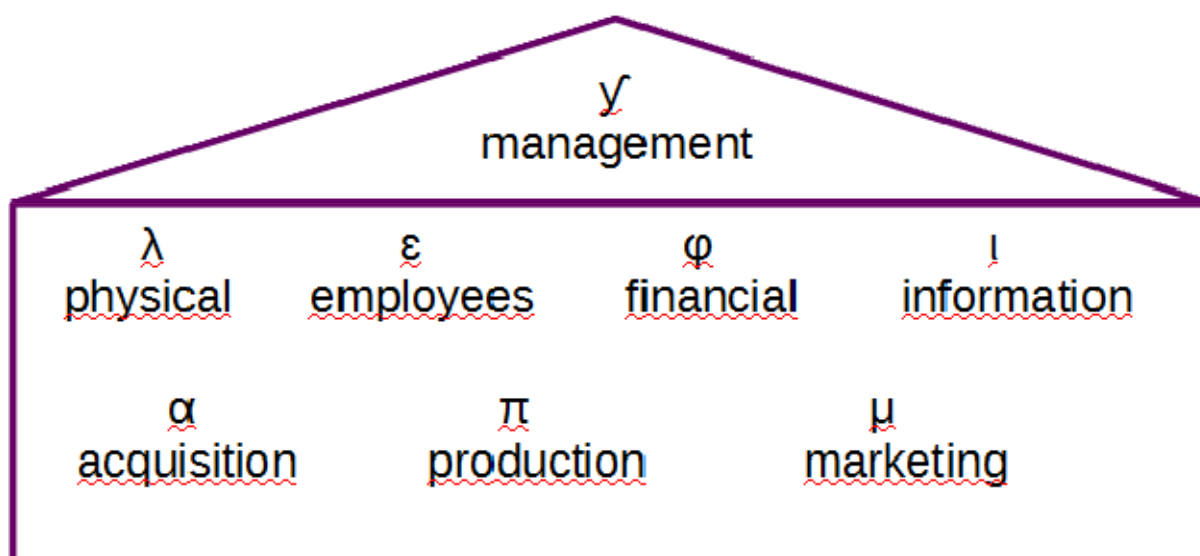 ƴ
management
λ ε φ ι
physical employees financial information
α π μ
acquisition production marketing